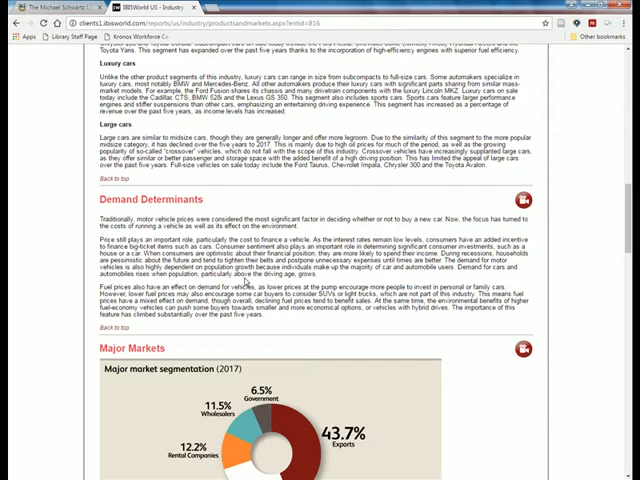 The Michael Schwartz Li
IBISWorld US - Industry
clients1.ibisworld.com/reports/us/industry/productsandmarkets.aspx?entid=816
Apps
Library Staff Page
Kronos Workforce Ce
Other bookmarks
Toyota Yaris. This segment has expanded over the past five years thanks to the incorporation of high-efficiency engines with superior fuel efficiency.
Luxury cars
Unlike the other product segments of this industry, luxury cars can range in size from subcompacts to full-size cars. Some automakers specialize in
luxury cars, most notably BMW and Mercedes-Benz. All other automakers produce their luxury cars with significant parts sharing from similar mass-
market models. For example, the Ford Fusion shares its chassis and many drivetrain components with the luxury Lincoln MKZ. Luxury cars on sale
today include the Cadillac CTS, BMW 528i and the Lexus GS 350. This segment also includes sports cars. Sports cars feature larger performance
engines and stiffer suspensions than other cars, emphasizing an entertaining driving experience. This segment has increased as a percentage of
revenue over the past five years, as income levels have increased.
Large cars
Large cars are similar to midsize cars, though they are generally longer and offer more legroom. Due to the similarity of this segment to the more popular
midsize category, it has declined over the five years to 2017. This is mainly due to high oil prices for much of the period, as well as the growing
popularity of so-called "crossover" vehicles, which do not fall with the scope of this industry. Crossover vehicles have increasingly supplanted large cars,
as they offer similar or better passenger and storage space with the added benefit of a high driving position. This has limited the appeal of large cars
over the past five years. Full-size vehicles on sale today include the Ford Taurus, Chevrolet Impala, Chrysler 300 and the Toyota Avalon.
Back to top
Demand Determinants
Traditionally, motor vehicle prices were considered the most significant factor in deciding whether or not to buy a new car. Now, the focus has turned to
the costs of running a vehicle as well as its effect on the environment.
Price still plays an important role, particularly the cost to finance a vehicle. As the interest rates remain low levels, consumers have an added incentive
to finance big-ticket items such as cars. Consumer sentiment also plays an important role in determining significant consumer investments, such as a
house or a car. When consumers are optimistic about their financial position, they are more likely to spend their income. During recessions, households
are pessimistic about the future and tend to tighten their belts and postpone unnecessary expenses until times are better. The demand for motor
vehicles is also highly dependent on population growth because individuals make up the majority of car and automobile users. Demand for cars and
automobiles rises when population, particularly above the driving age, grows.
Fuel prices also have an effect on demand for vehicles, as lower prices at the pump encourage more people to invest in personal or family cars.
However, lower fuel prices may also encourage some car buyers to consider SUVs or light trucks, which are not part of this industry. This means fuel
prices have a mixed effect on demand, though overall, declining fuel prices tend to benefit sales. At the same time, the environmental benefits of higher
fuel-economy vehicles can push some buyers towards smaller and more economical options, or vehicles with hybrid drives. The importance of this
feature has climbed substantially over the past five years.
Back to top
Major Markets
Major market segmentation (2017)
6.5%
Government
11.5%
Wholesalers
43.7%
Exports
12.2%
Rental Companies